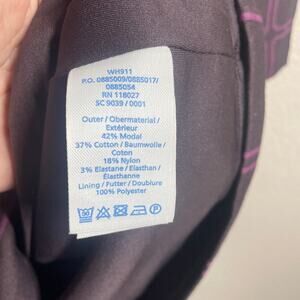 WH911
P.O. 0885009/0885017/
0885054
RN 118027
SC 9039 / 0001
Outer / Obermaterial /
Extérieur
42% Modal
37% Cotton / Baumwolle /
Coton
18% Nylon
3% Elastane / Elasthan /
Élasthanne
Lining / Futter / Doublure
100% Polyester